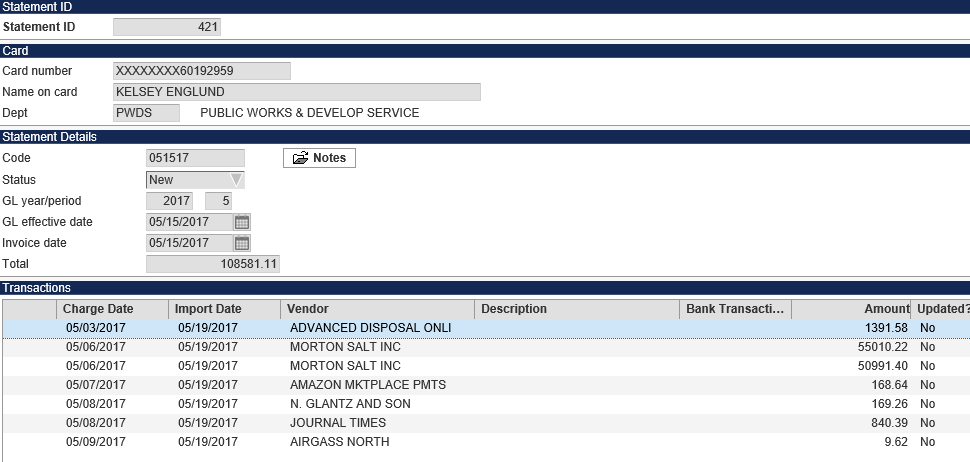 Statement ID
Statement ID 421
Card
Card number XXXXXXXX60192959
Name on card KELSEY ENGLUND
Dept PWDS PUBLIC WORKS & DEVELOP SERVICE
Statement Details
Code 051517 Notes
Status New
GL year/period 2017 5
GL effective date 05/15/2017
Invoice date 05/15/2017
Total 108581.11
Transactions
Charge Date Import Date Vendor Description Bank Transacti... Amount Updated?
05/03/2017 05/19/2017 ADVANCED DISPOSAL ONLI 1391.58 No
05/06/2017 05/19/2017 MORTON SALT INC 55010.22 No
05/06/2017 05/19/2017 MORTON SALT INC 50991.40 No
05/07/2017 05/19/2017 AMAZON MKTPLACE PMTS 168.64 No
05/08/2017 05/19/2017 N. GLANTZ AND SON 169.26 No
05/08/2017 05/19/2017 JOURNAL TIMES 840.39 No
05/09/2017 05/19/2017 AIRGASS NORTH 9.62 No